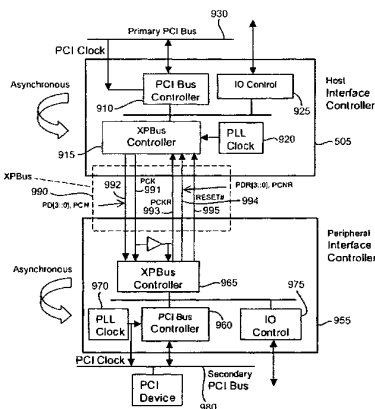 930
Primary PCI Bus
PCI Clock
Asynchronous
PCI Bus
Controller
910
IO Control
925
Host
Interface
Controller
XPBus
Controller
915
PLL
Clock
920
505
XPBus
990
992
PCK
991
PD[3::0], PCN
PCKR
993
PDR[3::0], PCNR
RESET#
994
995
Peripheral
Interface
Controller
Asynchronous
XPBus
Controller
965
970
PLL
Clock
PCI Bus
Controller
960
975
IO
Control
955
PCI Clock
Secondary
PCI Bus
PCI
Device
980